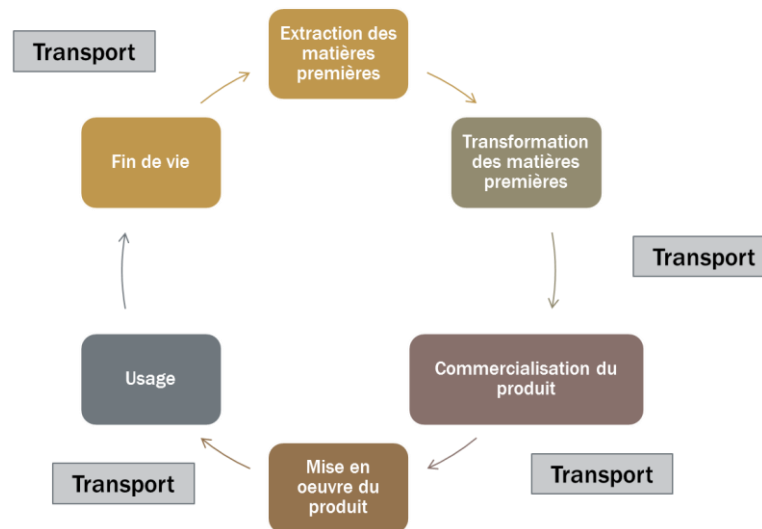 Transport
Extraction des
matières
premières
Fin de vie
Transformation
des matières
premières
Transport
Usage
Commercialisation du
produit
Transport
Mise en
oeuvre du
produit
Transport